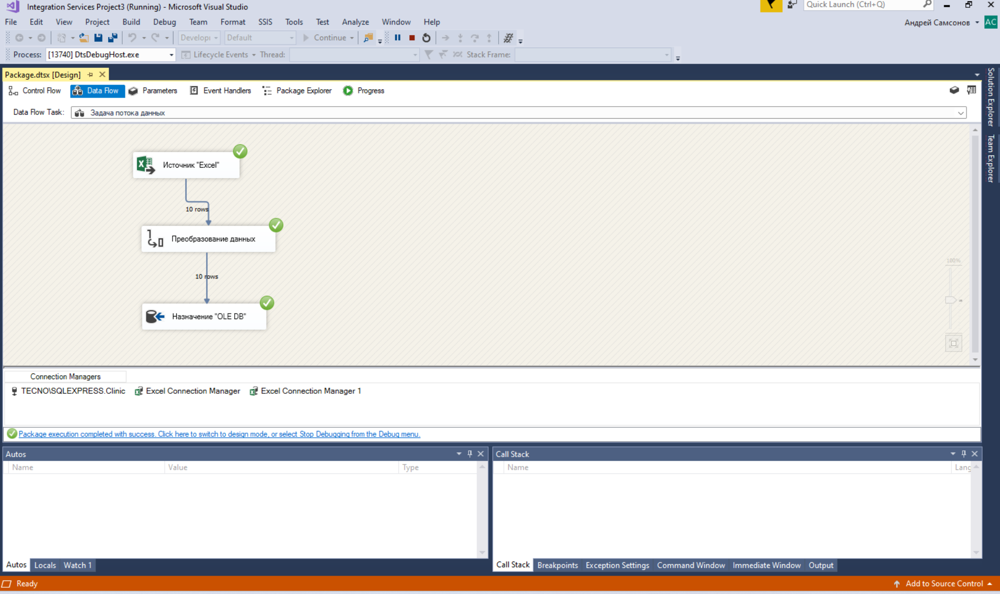 Integration Services Project3 (Running) - Microsoft Visual Studio
Quick Launch (Ctrl+Q)
File Edit View Project Build Debug Team Format SSIS Tools Test Analyze Window Help
Андрей Самсонов AC
Developi Default Continue
Process: [13740] DtsDebugHost.exe Lifecycle Events Thread: Stack Frame:
Package.dtsx [Design]
Control Flow Data Flow Parameters Event Handlers Package Explorer Progress
Data Flow Task: Задача потока данных
Solution Explorer
Team Explorer
Источник "Excel"
10 rows
Преобразование данных
10 rows
Назначение "OLE DB"
100%
Connection Managers
TECNO\SQLEXPRESS.Clinic Excel Connection Manager Excel Connection Manager 1
Package execution completed with success. Click here to switch to design mode, or select Stop Debugging from the Debug menu.
Autos
Name Value Type
Call Stack
Name Lang
Autos Locals Watch 1
Call Stack Breakpoints Exception Settings Command Window Immediate Window Output
Ready
Add to Source Control